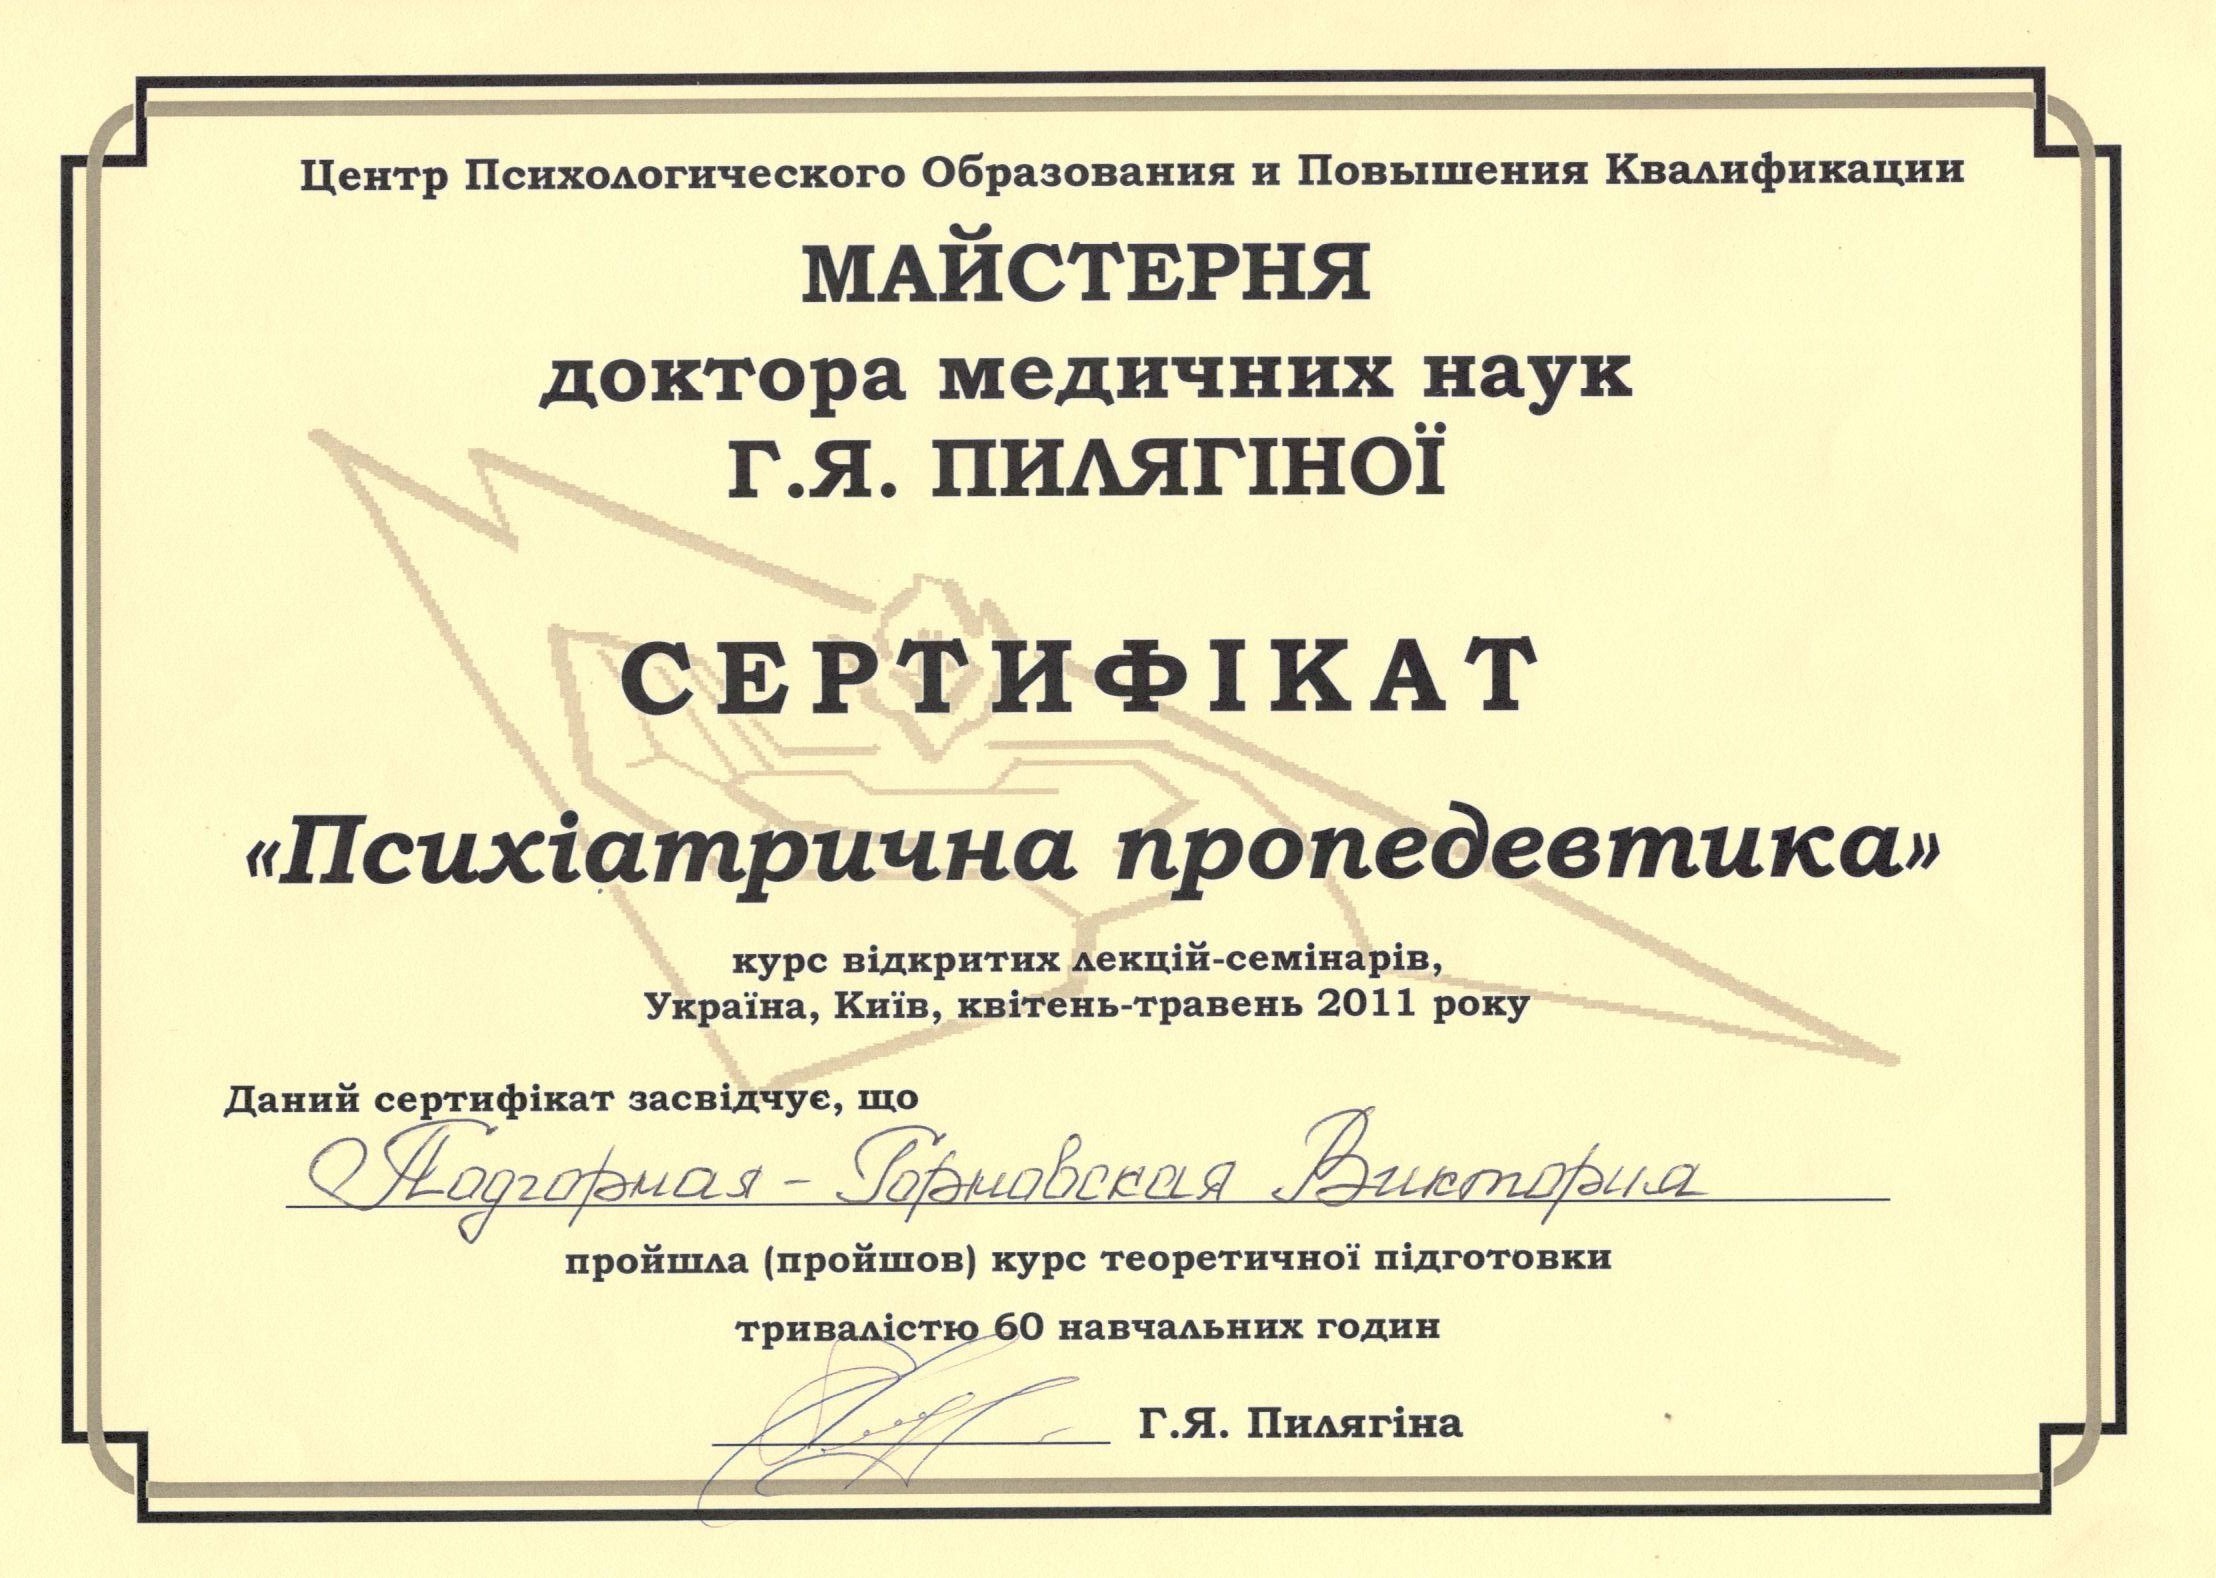 Центр Психологического Образования и Повышения Квалификации
МАЙСТЕРНЯ
доктора медичних наук
Г.Я. ПИЛЯГІНОЇ
СЕРТИФІКАТ
«Психіатрична пропедевтика»
курс відкритих лекцій-семінарів,
Україна, Київ, квітень-травень 2011 року
Даний сертифікат засвідчує, що
Подгорная - Горновская Виктория
пройшла (пройшов) курс теоретичної підготовки
тривалістю 60 навчальних годин
Г.Я. Пилягіна